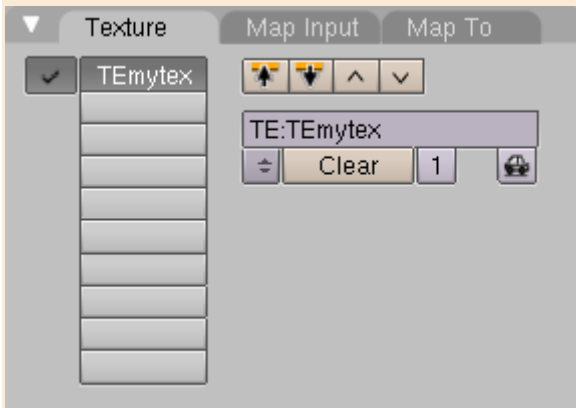 Texture Map Input Map To
TEmytex
TE:TEmytex
Clear 1